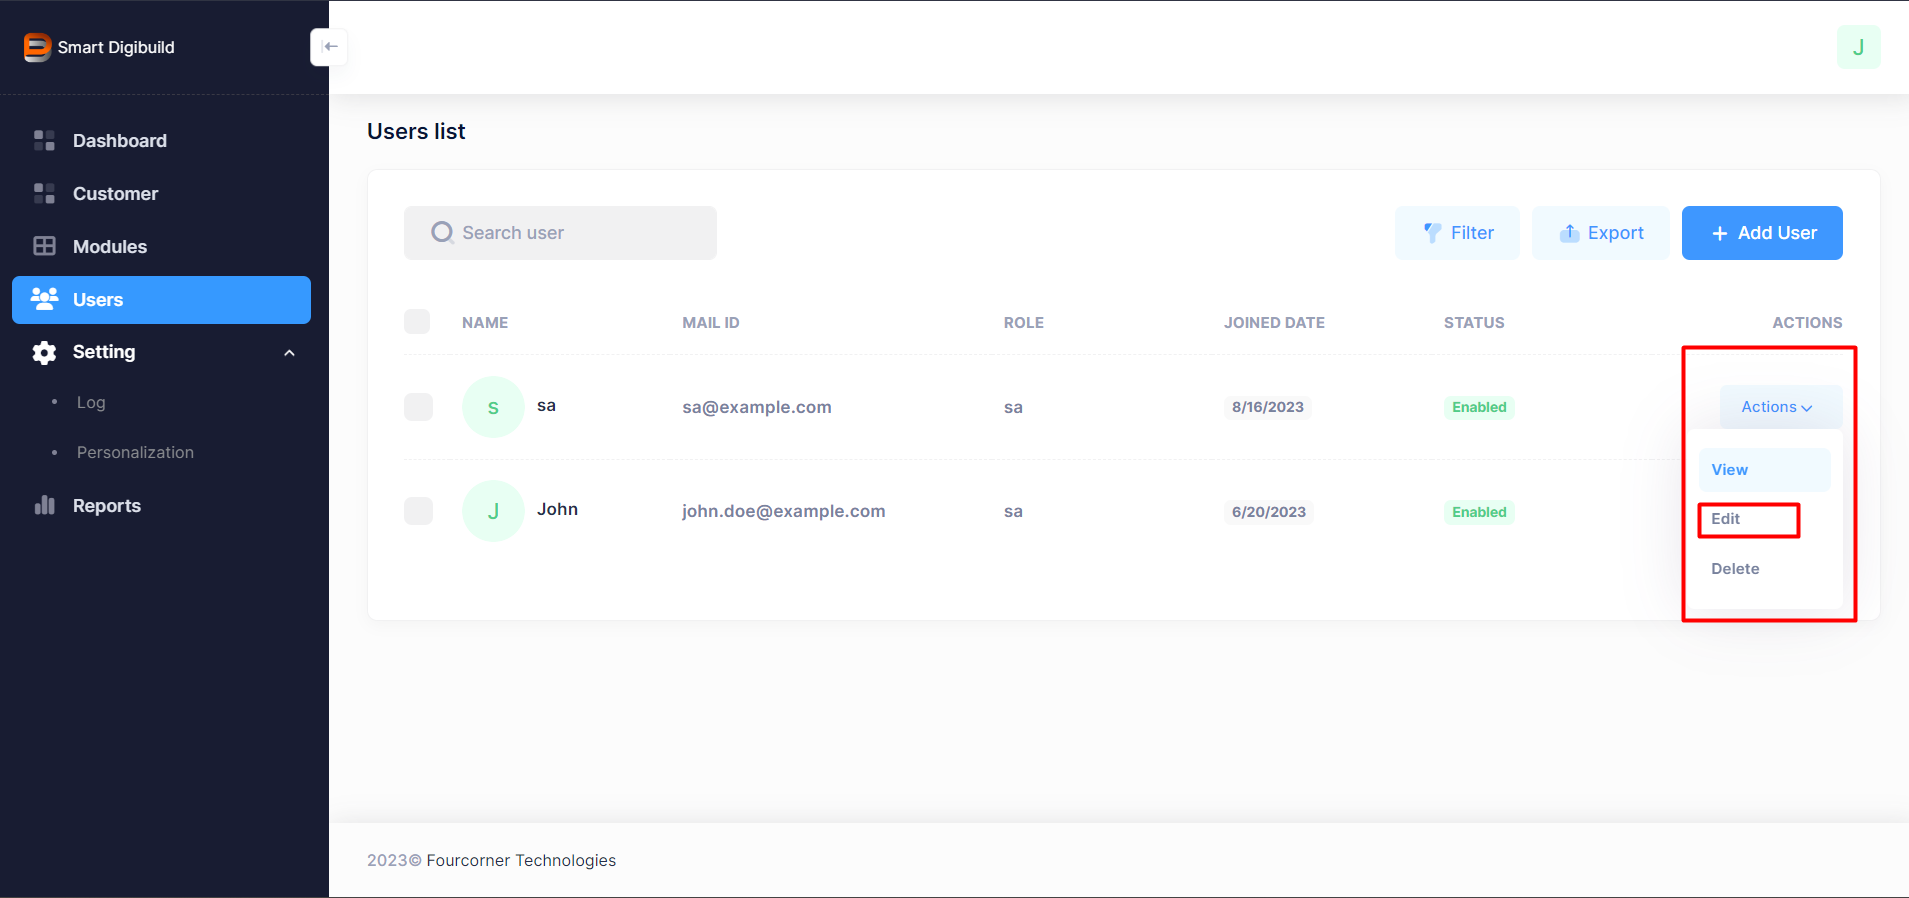 Smart Digibuild
J
Dashboard
Customer
Modules
Users
Setting
Log
Personalization
Reports
Users list
Search user
Filter
Export
+ Add User
NAME MAIL ID ROLE JOINED DATE STATUS ACTIONS
S sa sa@example.com sa 8/16/2023 Enabled Actions
View
Edit
Delete
J John john.doe@example.com sa 6/20/2023 Enabled
2023© Fourcorner Technologies